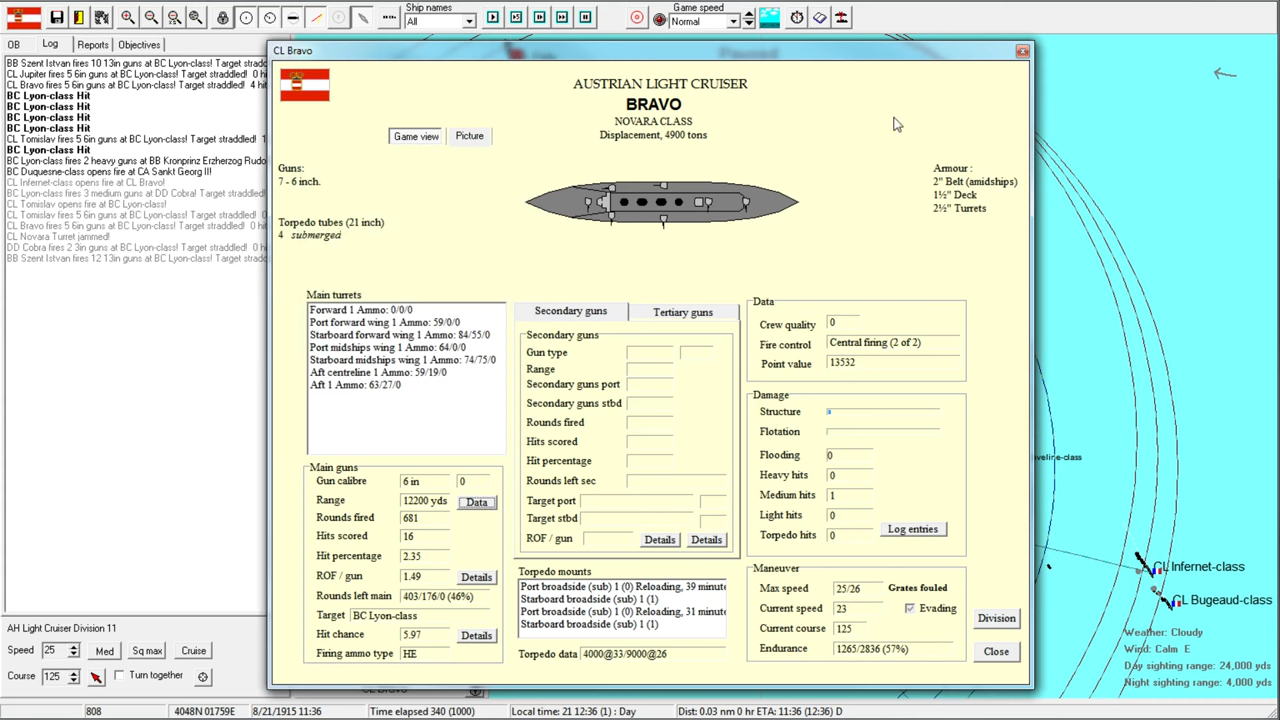 Ship names
All
Game speed
Normal
OB
Log
Reports
Objectives
BB Szent Istvan fires 10 13in guns at BC Lyon-class! Target straddled!
CL Jupiter fires 5 6in guns at BC Lyon-class! Target straddled! 0 hi
CL Bravo fires 5 6in guns at BC Lyon-class! Target straddled! 4 hit
BC Lyon-class Hit
BC Lyon-class Hit
BC Lyon-class Hit
BC Lyon-class Hit
CL Tomislav fires 5 6in guns at BC Lyon-class! Target straddled! 1
BC Lyon-class Hit
BC Lyon-class fires 2 heavy guns at BB Kronprinz Erzherzog Rudo
BC Duquesne-class opens fire at CA Sankt Georg II!
CL Infernet-class opens fire at CL Bravo!
BC Lyon-class fires 3 medium guns at DD Cobra! Target straddled!
CL Tomislav opens fire at BC Lyon-class!
CL Tomislav fires 5 6in guns at BC Lyon-class! Target straddled! 0
CL Bravo fires 5 6in guns at BC Lyon-class! Target straddled! 0 hit
CL Novara Turret jammed!
DD Cobra fires 2 3in guns at BC Lyon-class! Target straddled! 0 h
BB Szent Istvan fires 12 13in guns at BC Lyon-class! Target stradd
AH Light Cruiser Division 11
Speed 25 Med Sq max Cruise
Course 125 Turn together
Paused
CL Bravo
AUSTRIAN LIGHT CRUISER
BRAVO
NOVARA CLASS
Displacement, 4900 tons
Game view
Picture
Guns:
7 - 6 inch.
Torpedo tubes (21 inch)
4 submerged
Armour :
2" Belt (amidships)
1½" Deck
2½" Turrets
Main turrets
Forward 1 Ammo: 0/0/0
Port forward wing 1 Ammo: 59/0/0
Starboard forward wing 1 Ammo: 84/55/0
Port midships wing 1 Ammo: 64/0/0
Starboard midships wing 1 Ammo: 74/75/0
Aft centreline 1 Ammo: 59/19/0
Aft 1 Ammo: 63/27/0
Main guns
Gun calibre 6 in 0
Range 12200 yds Data
Rounds fired 681
Hits scored 16
Hit percentage 2.35
ROF / gun 1.49 Details
Rounds left main 403/176/0 (46%)
Target BC Lyon-class
Hit chance 5.97 Details
Firing ammo type HE
Secondary guns
Tertiary guns
Secondary guns
Gun type
Range
Secondary guns port
Secondary guns stbd
Rounds fired
Hits scored
Hit percentage
Rounds left sec
Target port
Target stbd
ROF / gun Details Details
Torpedo mounts
Port broadside (sub) 1 (0) Reloading, 39 minute
Starboard broadside (sub) 1 (1)
Port broadside (sub) 1 (0) Reloading, 31 minute
Starboard broadside (sub) 1 (1)
Torpedo data 4000@33/9000@26
Data
Crew quality 0
Fire control Central firing (2 of 2)
Point value 13532
Damage
Structure
Flotation
Flooding 0
Heavy hits 0
Medium hits 1
Light hits 0
Torpedo hits 0
Log entries
Maneuver
Max speed 25/26 Grates fouled
Current speed 23 Evading
Current course 125
Endurance 1265/2836 (57%)
Division
Close
CL Infernet-class
CL Bugeaud-class
Weather: Cloudy
Wind: Calm E
Day sighting range: 24,000 yds
Night sighting range: 4,000 yds
CL Bravo
808
4048N 01759E
8/21/1915 11:36
Time elapsed 340 (1000)
Local time: 21 12:36 (1) : Day
Dist: 0.03 nm 0 hr ETA: 11:36 (12:36) D